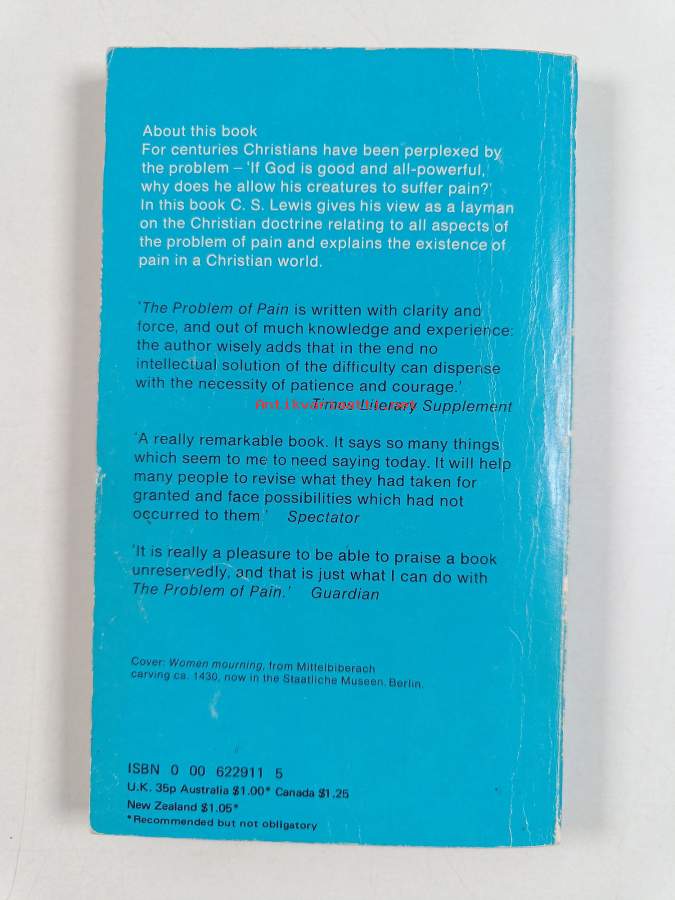 About this book
For centuries Christians have been perplexed by
the problem – 'If God is good and all-powerful,
why does he allow his creatures to suffer pain?'
In this book C. S. Lewis gives his view as a layman
on the Christian doctrine relating to all aspects of
the problem of pain and explains the existence of
pain in a Christian world.
'The Problem of Pain is written with clarity and
force, and out of much knowledge and experience:
the author wisely adds that in the end no
intellectual solution of the difficulty can dispense
with the necessity of patience and courage.'
Times Literary Supplement
Antikvariaatti.net
'A really remarkable book. It says so many things
which seem to me to need saying today. It will help
many people to revise what they had taken for
granted and face possibilities which had not
occurred to them.' Spectator
'It is really a pleasure to be able to praise a book
unreservedly, and that is just what I can do with
The Problem of Pain.' Guardian
Cover: Women mourning, from Mittelbiberach
carving ca. 1430, now in the Staatliche Museen, Berlin.
ISBN 0 00 622911 5
U.K. 35p Australia $1.00* Canada $1.25
New Zealand $1.05*
*Recommended but not obligatory